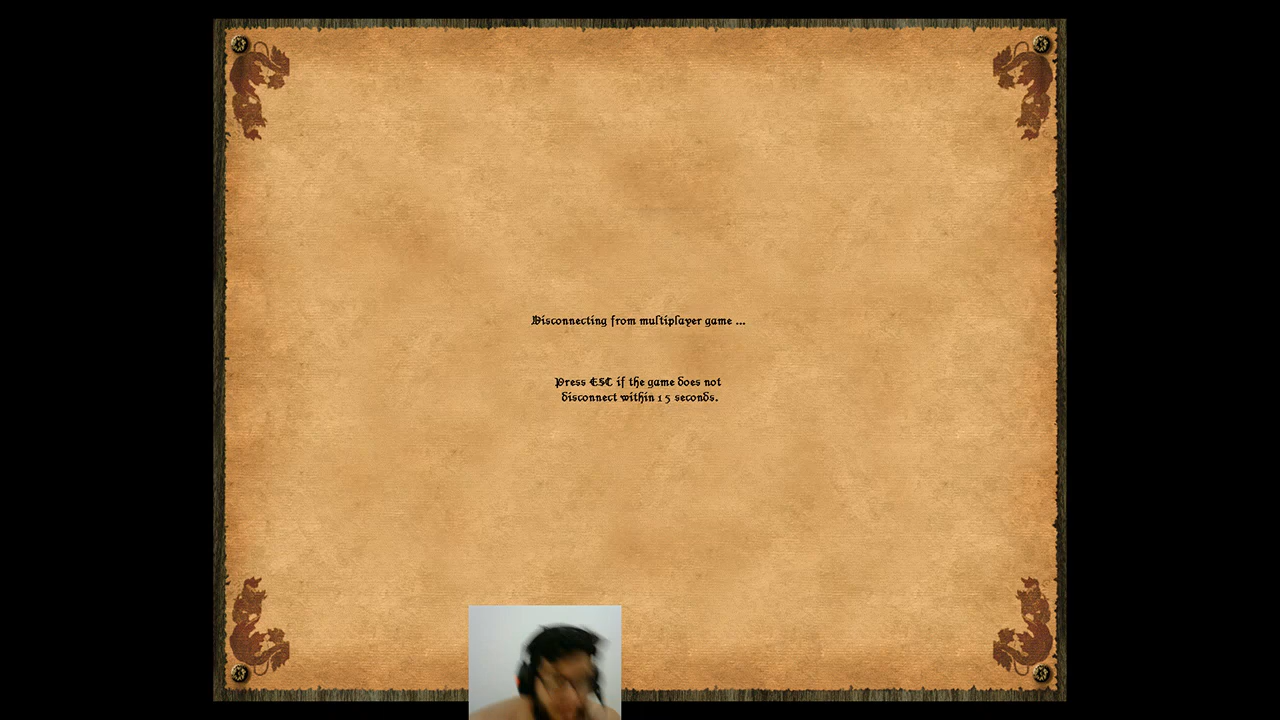 Disconnecting from multiplayer game ...
Press ESC if the game does not
disconnect within 15 seconds.